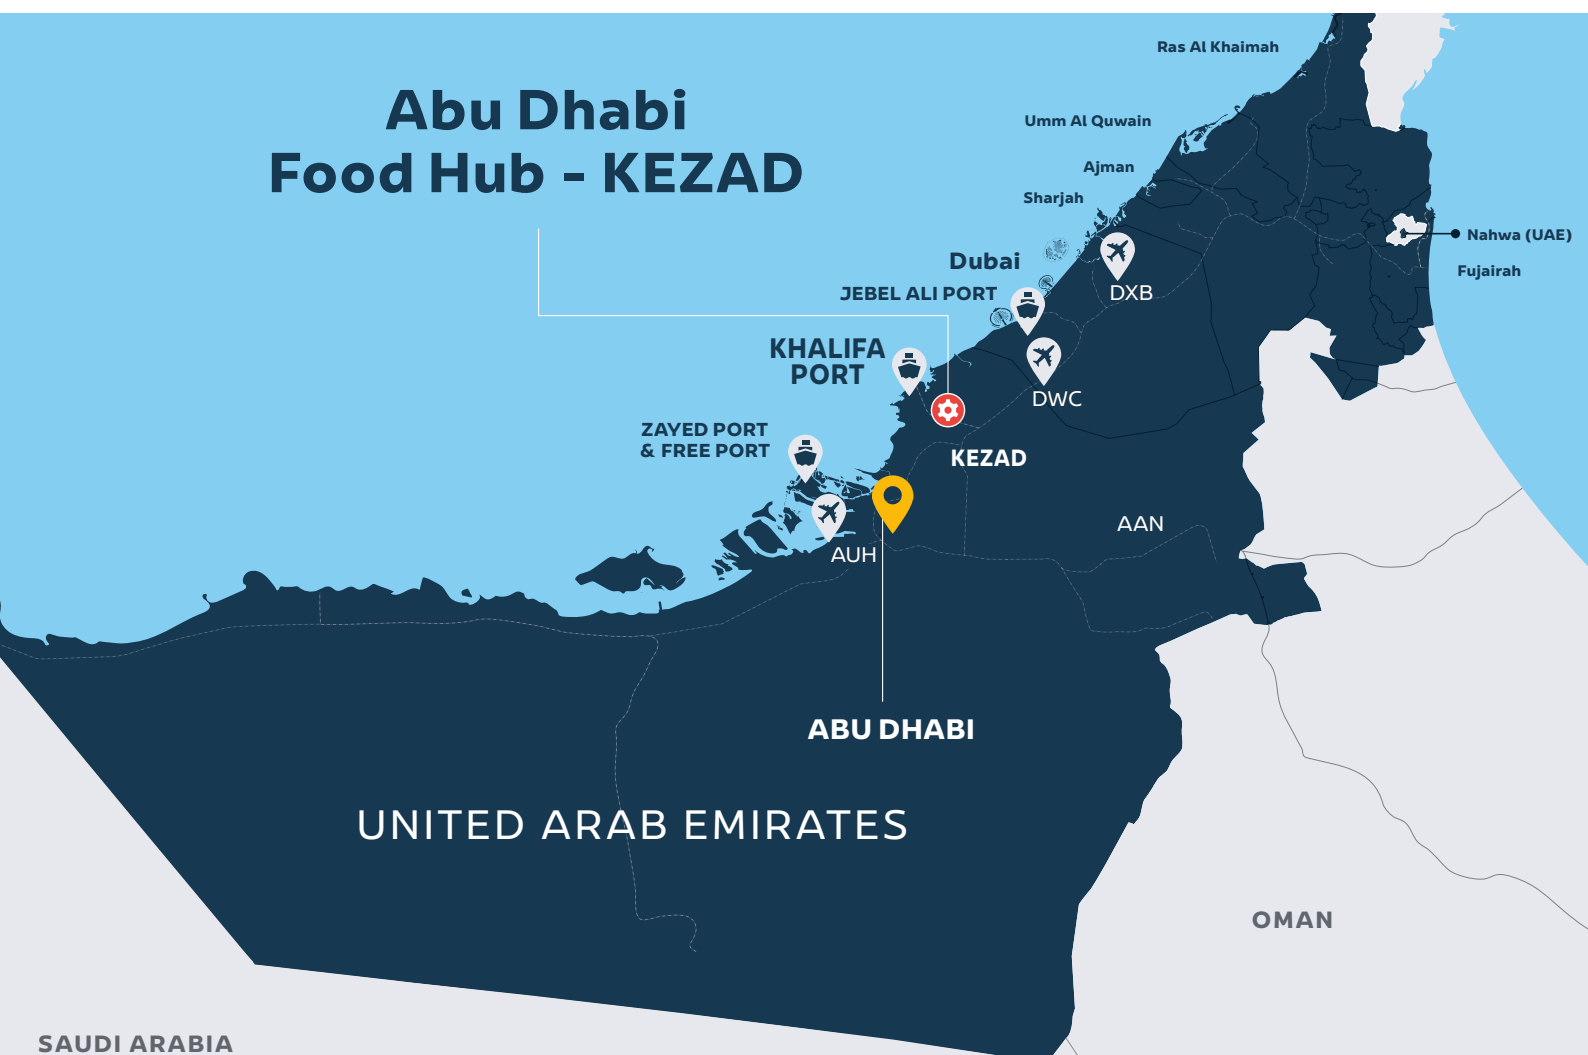 Ras Al Khaimah
Abu Dhabi
Food Hub - KEZAD
Umm Al Quwain
Ajman
Sharjah
Nahwa (UAE)
Dubai
Fujairah
JEBEL ALI PORT
DXB
KHALIFA
PORT
DWC
ZAYED PORT
& FREE PORT
KEZAD
AAN
AUH
ABU DHABI
UNITED ARAB EMIRATES
OMAN
SAUDI ARABIA